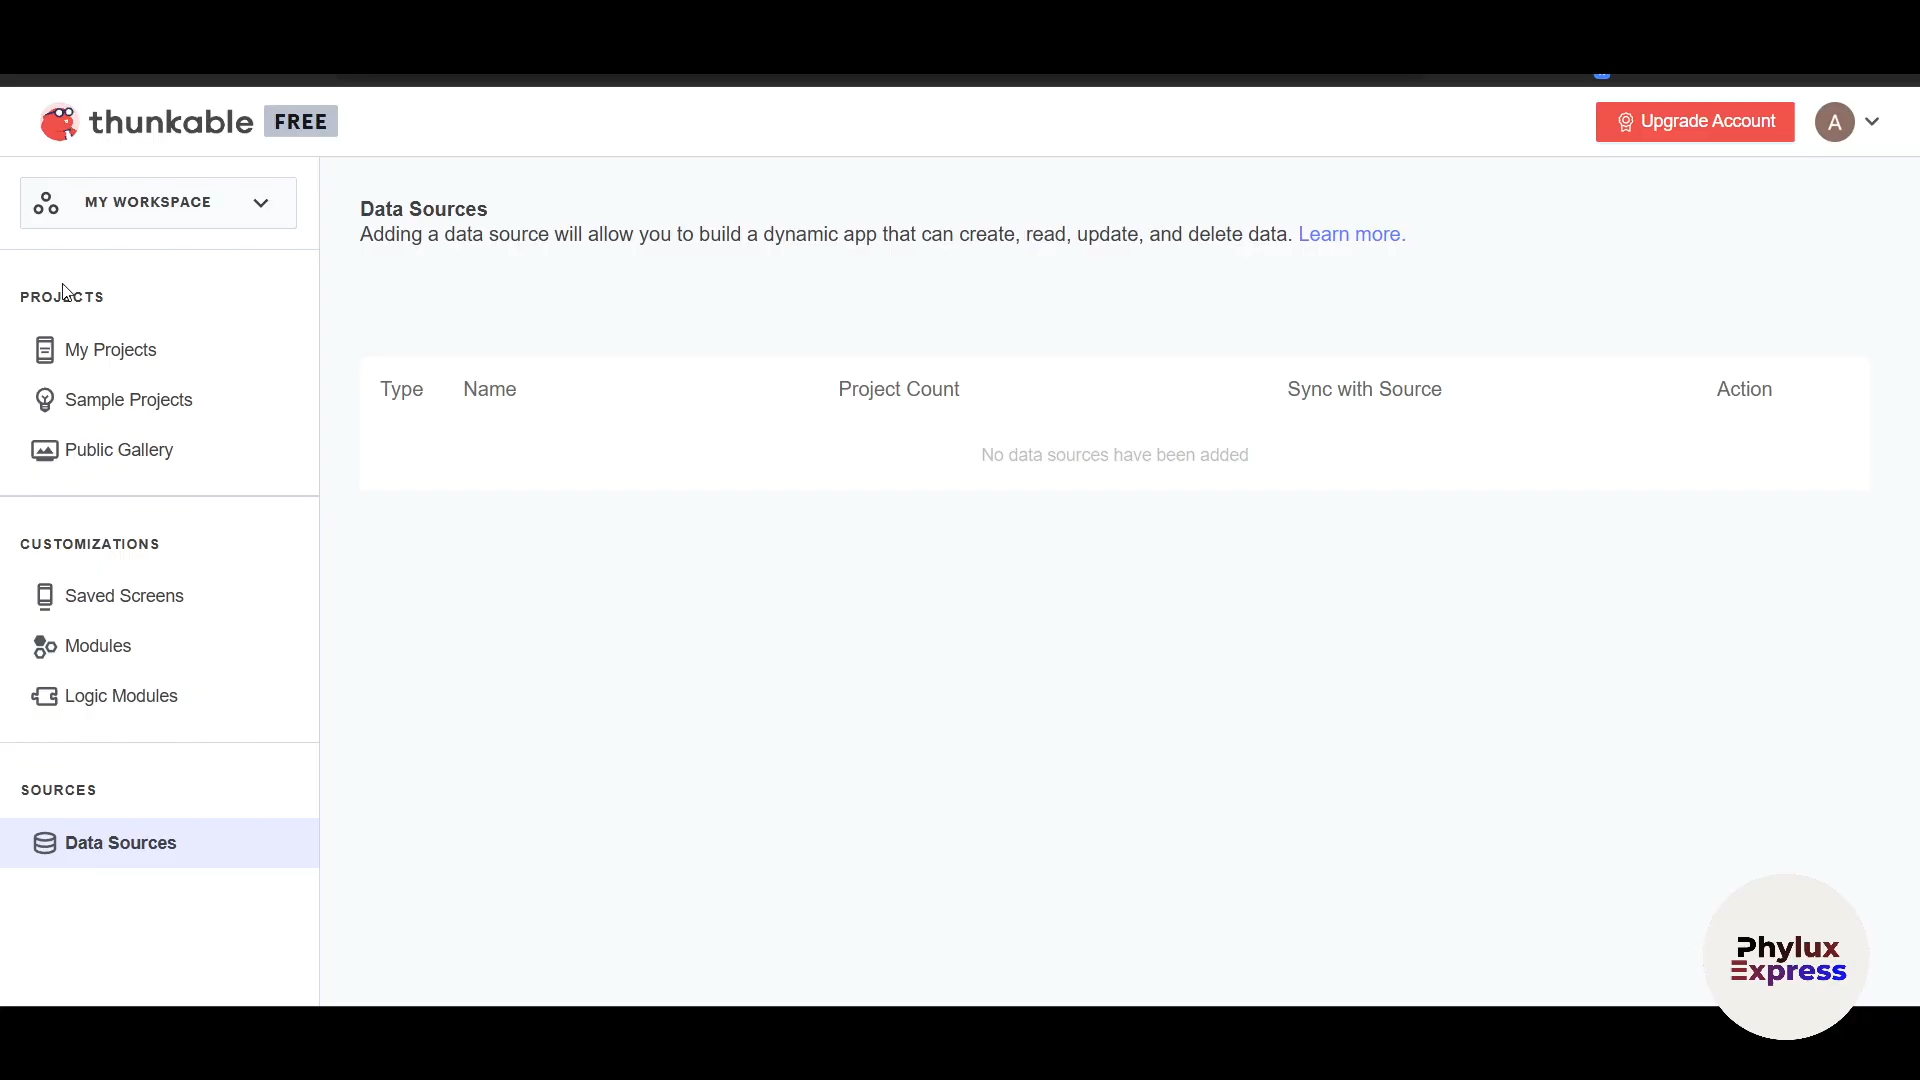 thunkable FREE
Upgrade Account
A
MY WORKSPACE
PROJECTS
My Projects
Sample Projects
Public Gallery
CUSTOMIZATIONS
Saved Screens
Modules
Logic Modules
SOURCES
Data Sources
Data Sources
Adding a data source will allow you to build a dynamic app that can create, read, update, and delete data. Learn more.
Type Name Project Count Sync with Source Action
No data sources have been added
Phylux
Express